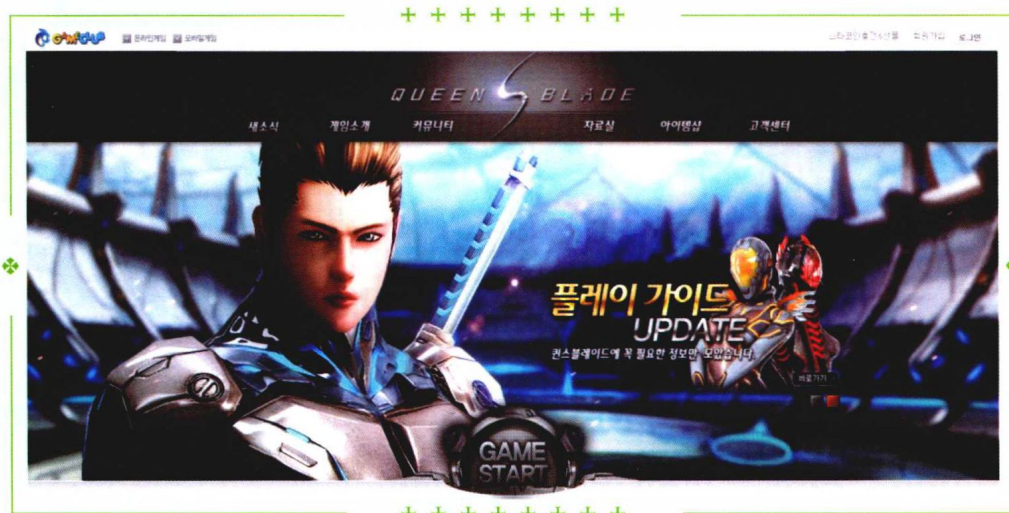 GAMECLUB 온라인게임 모바일게임
회원가입 로그인
QUEEN S BLADE
새소식 게임소개 커뮤니티 자료실 아이템샵 고객센터
플레이 가이드
UPDATE
퀸스블레이드에 꼭 필요한 정보만 모았습니다.
바로가기
GAME
START